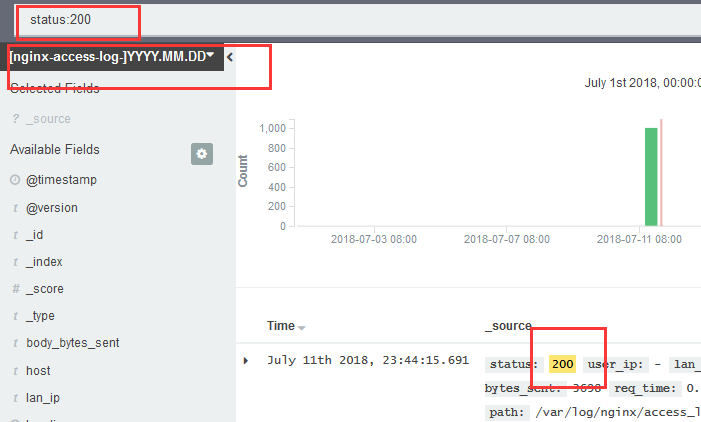 status:200
[nginx-access-log-]YYYY.MM.DD
Selected Fields
? _source
Available Fields
@timestamp
t @version
t _id
t _index
# _score
t _type
t body_bytes_sent
t host
t lan_ip
July 1st 2018, 00:00:0
Count
1,000
800
600
400
200
0
2018-07-03 08:00 2018-07-07 08:00 2018-07-11 08:00
Time _source
July 11th 2018, 23:44:15.691 status: 200 user_ip: - lan_
bytes_sent: 3698 req_time: 0.
path: /var/log/nginx/access_l